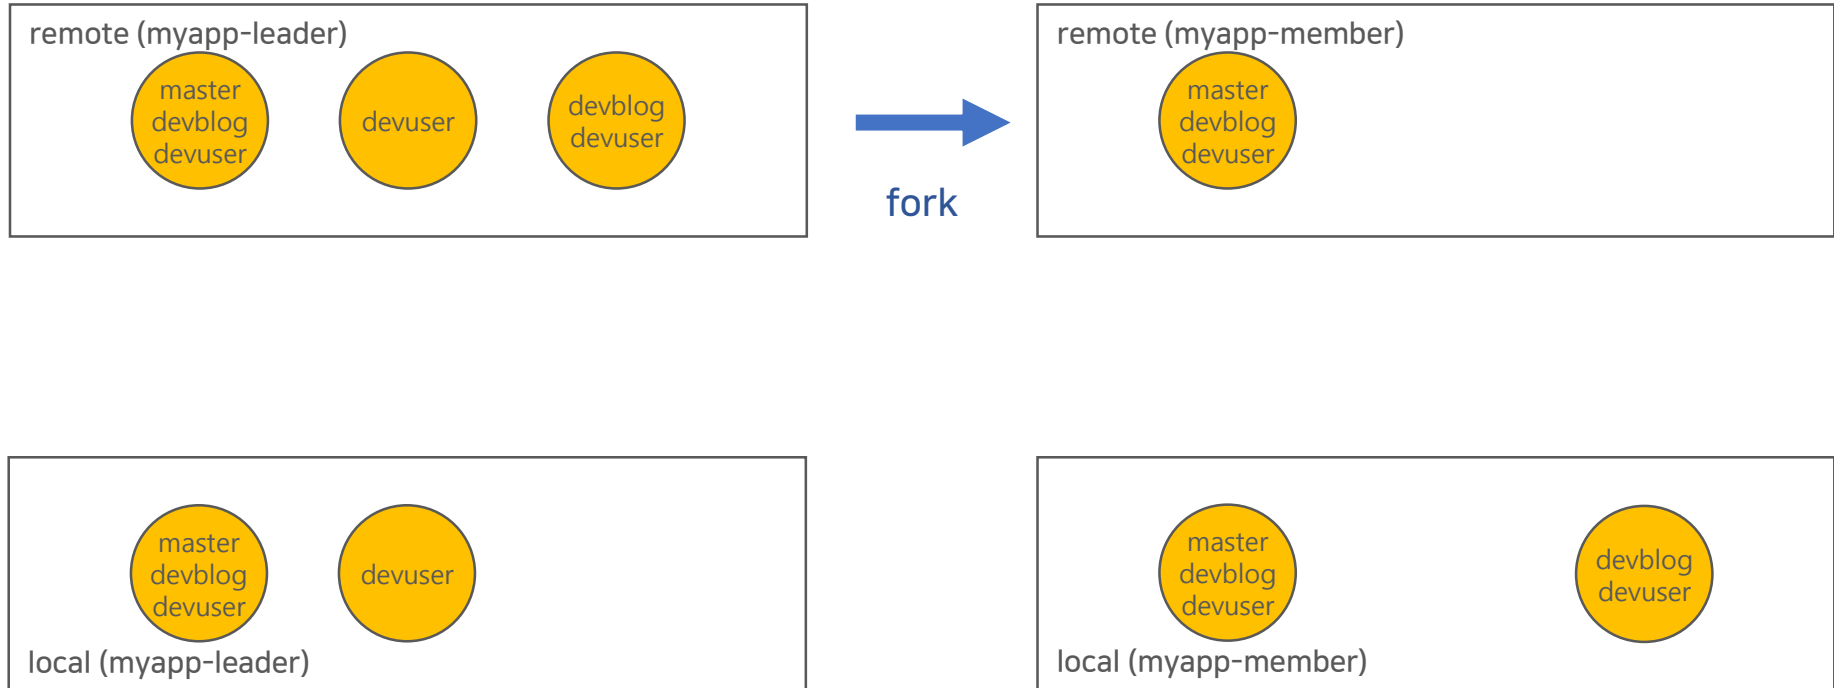 remote (myapp-leader)
master
devblog
devuser
devuser
devblog
devuser
fork
remote (myapp-member)
master
devblog
devuser
master
devblog
devuser
devuser
local (myapp-leader)
master
devblog
devuser
devblog
devuser
local (myapp-member)